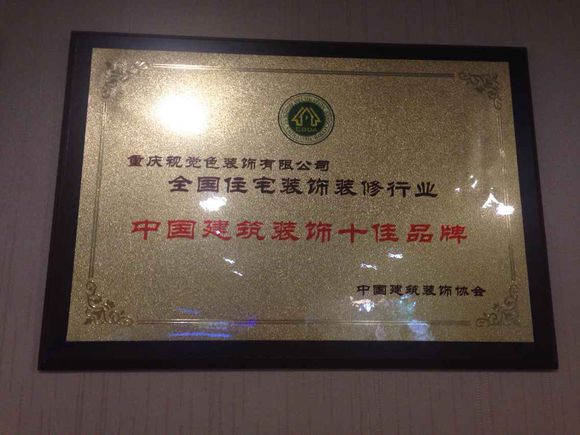 重庆视觉色装饰有限公司
全国住宅装饰装修行业
中国建筑装饰十佳品牌
中国建筑装饰协会